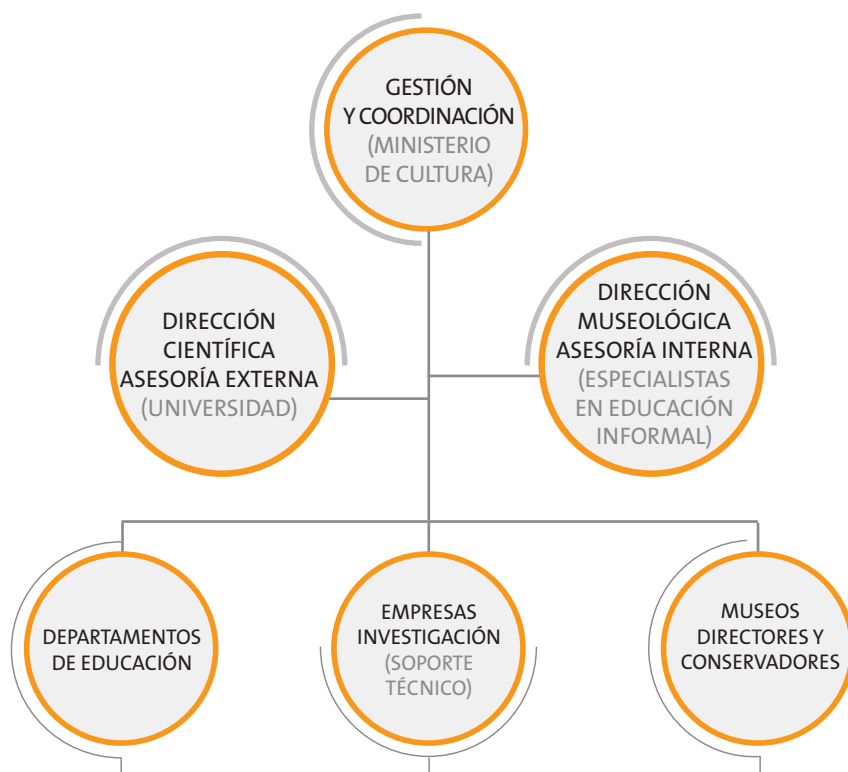 GESTIÓN
Y COORDINACIÓN
(MINISTERIO
DE CULTURA)
DIRECCIÓN
CIENTÍFICA
ASESORÍA EXTERNA
(UNIVERSIDAD)
DIRECCIÓN
MUSEOLÓGICA
ASESORÍA INTERNA
(ESPECIALISTAS
EN EDUCACIÓN
INFORMAL)
DEPARTAMENTOS
DE EDUCACIÓN
EMPRESAS
INVESTIGACIÓN
(SOPORTE
TÉCNICO)
MUSEOS
DIRECTORES Y
CONSERVADORES